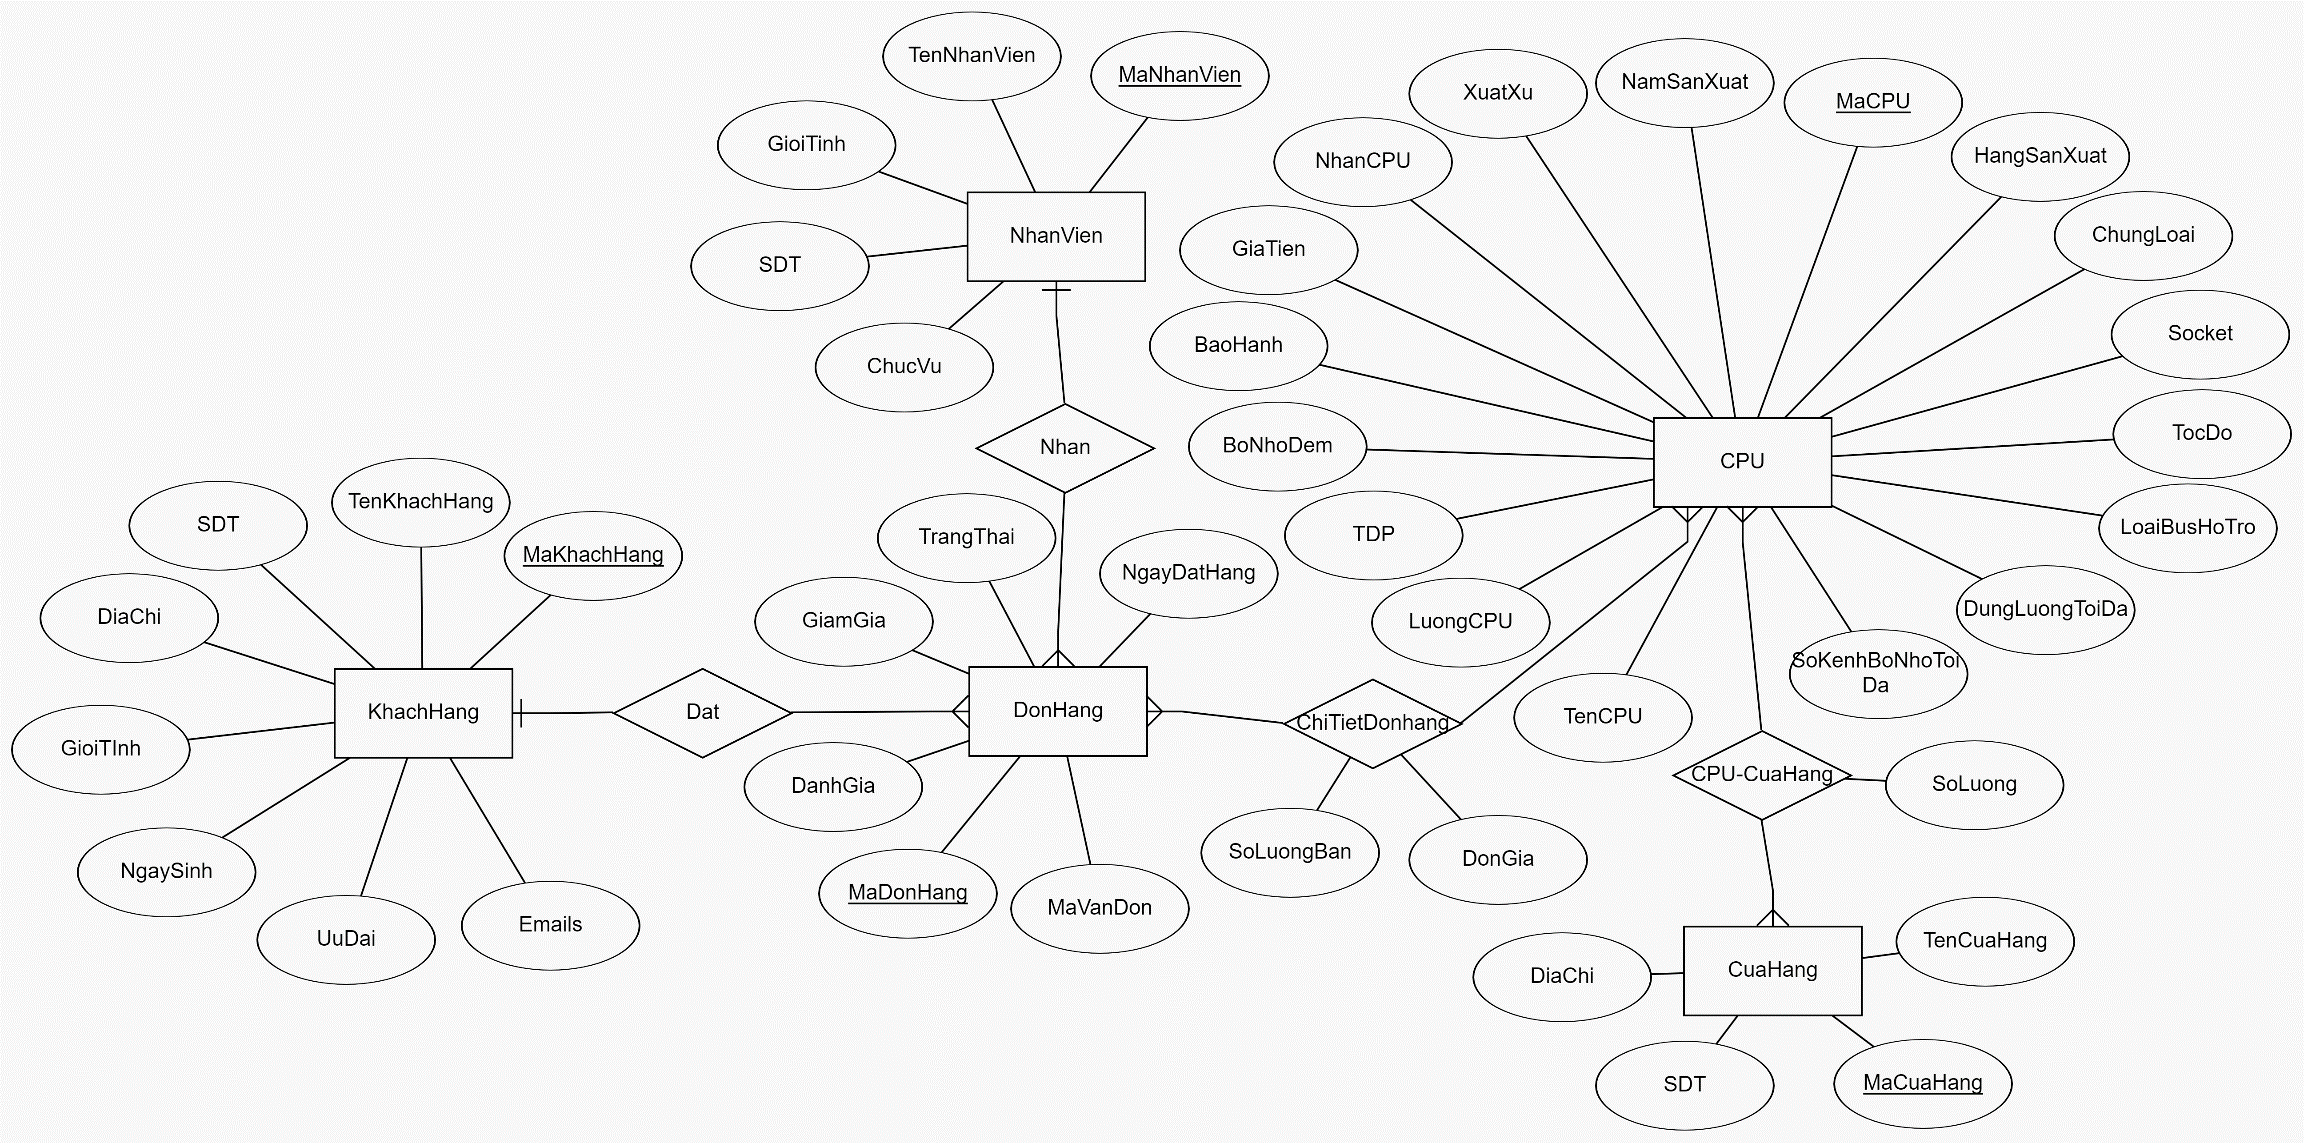 TenNhanVien
MaNhanVien
GioiTinh
NhanVien
SDT
ChucVu
Nhan
XuatXu
NamSanXuat
MaCPU
NhanCPU
HangSanXuat
GiaTien
ChungLoai
BaoHanh
Socket
BoNhoDem
CPU
TocDo
TDP
LoaiBusHoTro
LuongCPU
DungLuongToiDa
TenCPU
SoKenhBoNhoToi
Da
SDT
TenKhachHang
MaKhachHang
DiaChi
KhachHang
GioiTInh
NgaySinh
UuDai
Emails
Dat
TrangThai
NgayDatHang
GiamGia
DonHang
DanhGia
MaDonHang
MaVanDon
ChiTietDonhang
SoLuongBan
DonGia
CPU-CuaHang
SoLuong
TenCuaHang
DiaChi
CuaHang
SDT
MaCuaHang